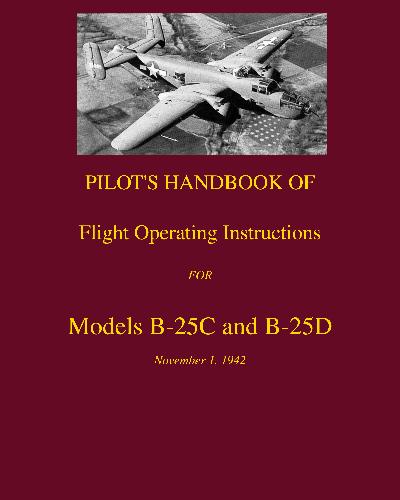 PILOT'S HANDBOOK OF
Flight Operating Instructions
FOR
Models B-25C and B-25D
November 1, 1942